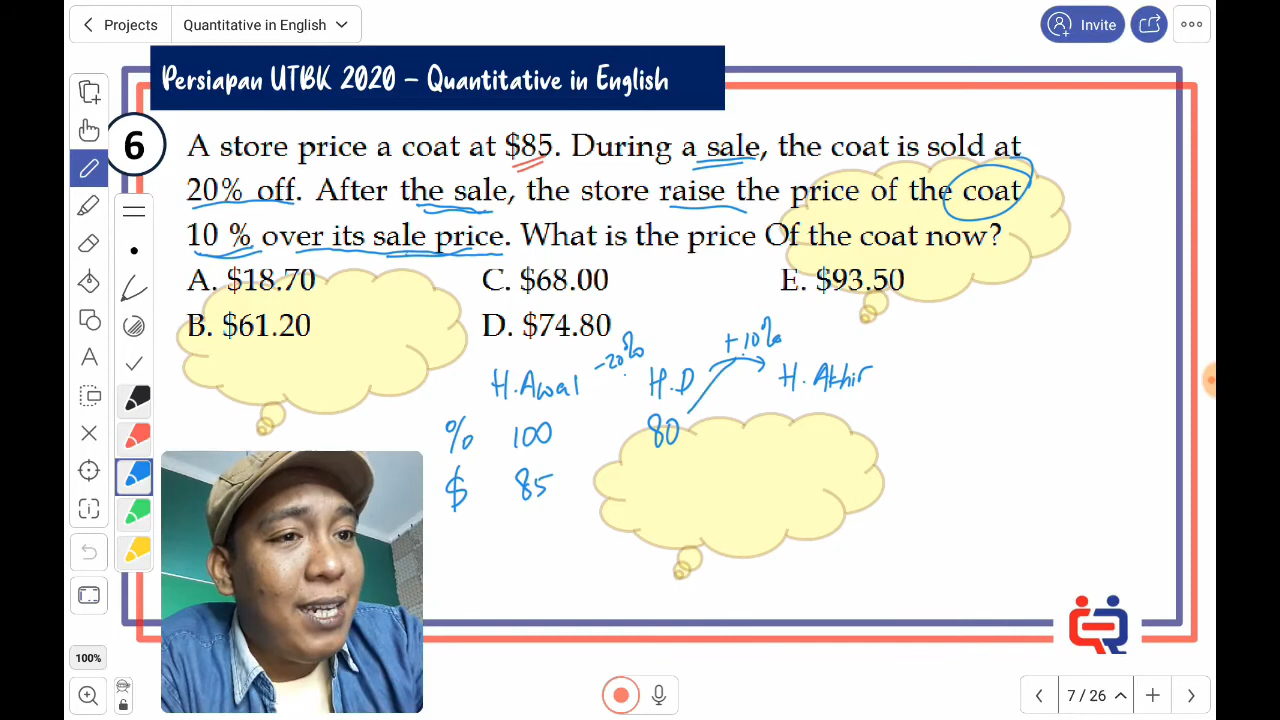 Projects
Quantitative in English
Invite
Persiapan UTBK 2020 – Quantitative in English
6
A store price a coat at $85. During a sale, the coat is sold at
20% off. After the sale, the store raise the price of the coat
10 % over its sale price. What is the price Of the coat now?
A. $18.70 C. $68.00 E. $93.50
B. $61.20 D. $74.80
-20% +10%
H.Awal H.D H. Akhir
% 100 80
$ 85
100%
7 / 26